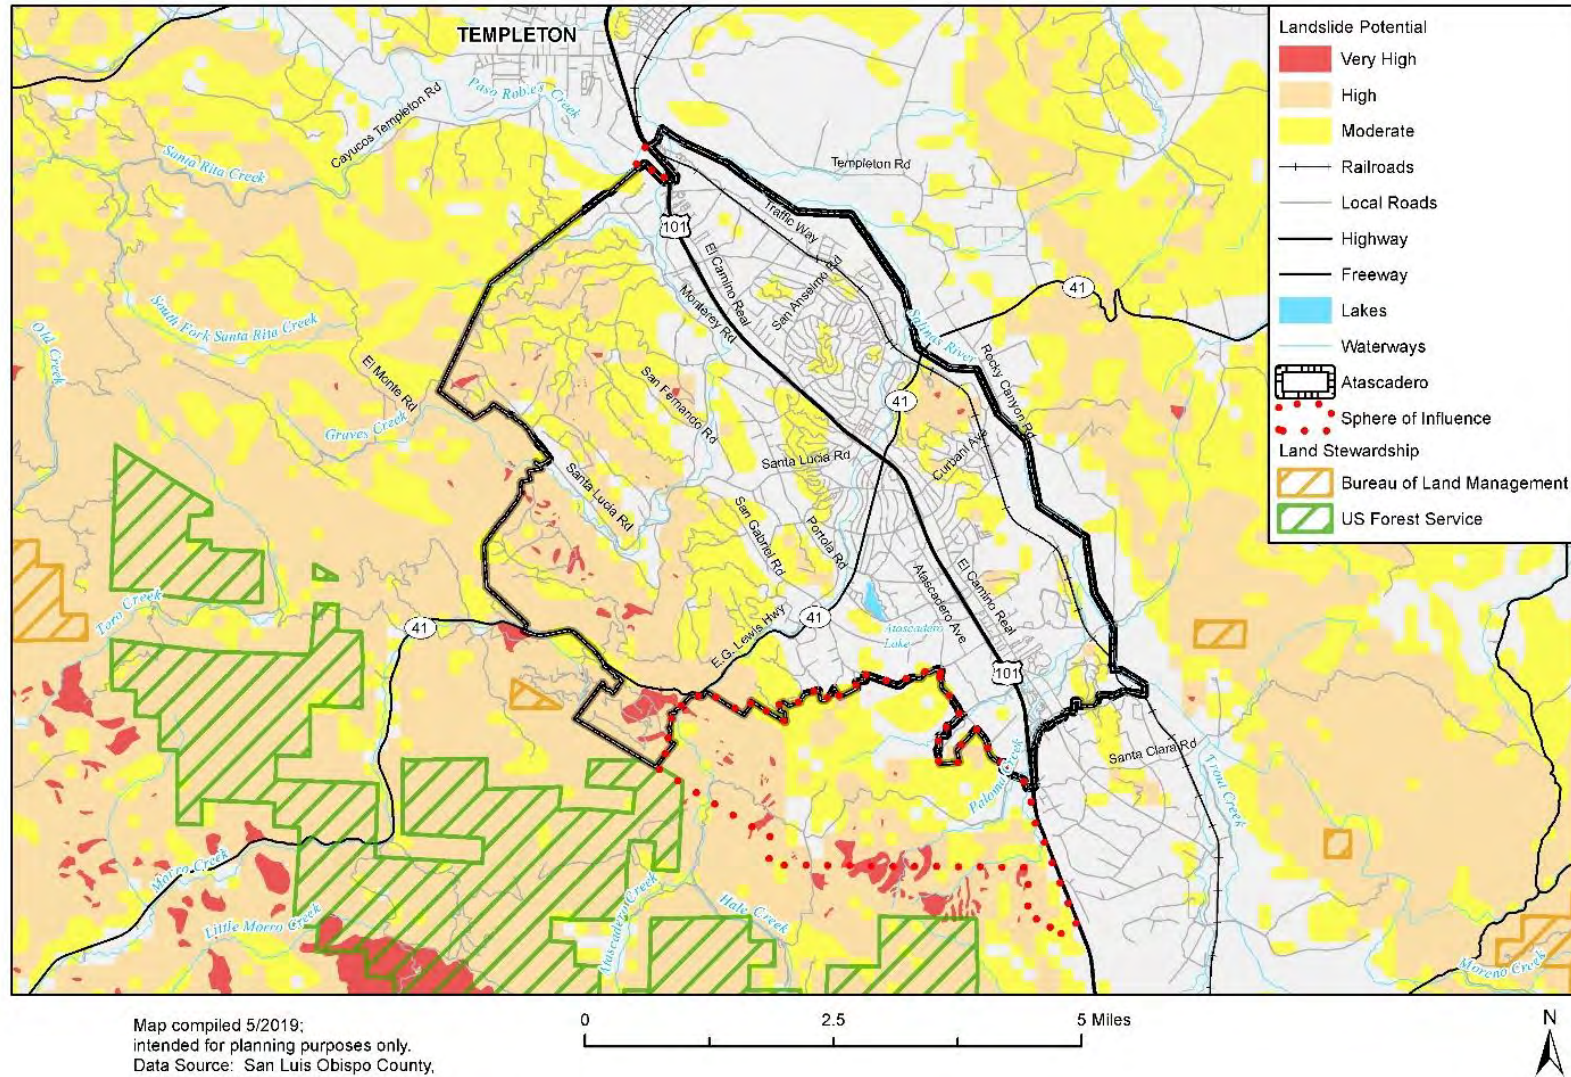 TEMPLETON
Paso Robles Creek
Cayucos Templeton Rd
Santa Rita Creek
Templeton Rd
Traffic Way
101
El Camino Real
San Anselmo Rd
Monterey Rd
41
South Fork Santa Rita Creek
Old Creek
Salinas River
Rocky Canyon Rd
El Monte Rd
San Fernando Rd
41
Graves Creek
Curbaril Ave
Santa Lucia Rd
Santa Lucia Rd
San Gabriel Rd
Portola Rd
Atascadero Ave
El Camino Real
Toro Creek
41
E.G. Lewis Hwy
41
Atascadero
Lake
101
Santa Clara Rd
Paloma Creek
Trout Creek
Morro Creek
Little Morro Creek
Atascadero Creek
Hale Creek
Moreno Creek
Landslide Potential
Very High
High
Moderate
Railroads
Local Roads
Highway
Freeway
Lakes
Waterways
Atascadero
Sphere of Influence
Land Stewardship
Bureau of Land Management
US Forest Service
Map compiled 5/2019;
intended for planning purposes only.
Data Source: San Luis Obispo County,
0 2.5 5 Miles
N